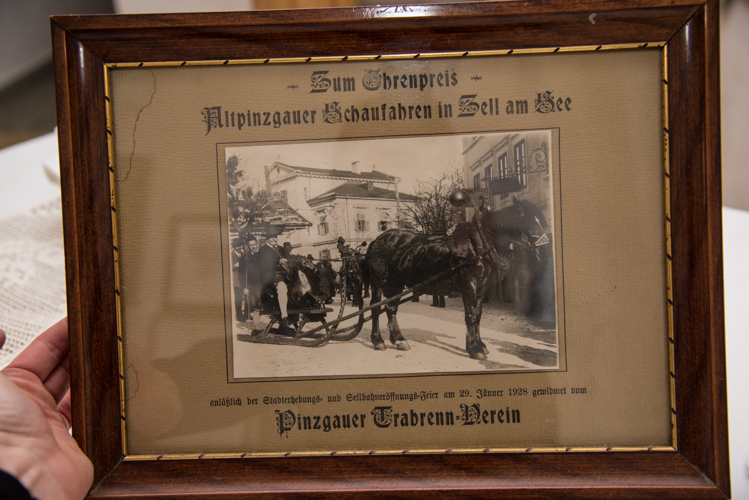 Zum Ehrenpreis
Altpinzgauer Schaufahren in Zell am See
anläßlich der Stadterhebungs- und Seilbahneröffnungs-Feier am 29. Jänner 1928 gewidmet vom
Pinzgauer Trabrenn-Verein